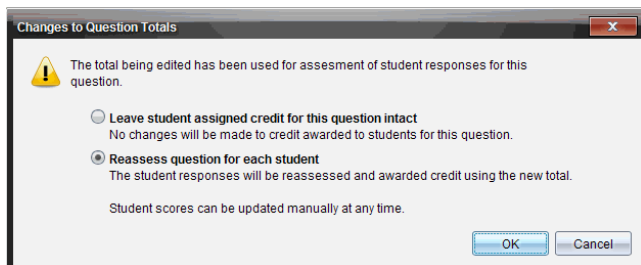 Changes to Question Totals
The total being edited has been used for assesment of student responses for this
question.
Leave student assigned credit for this question intact
No changes will be made to credit awarded to students for this question.
Reassess question for each student
The student responses will be reassessed and awarded credit using the new total.
Student scores can be updated manually at any time.
OK Cancel